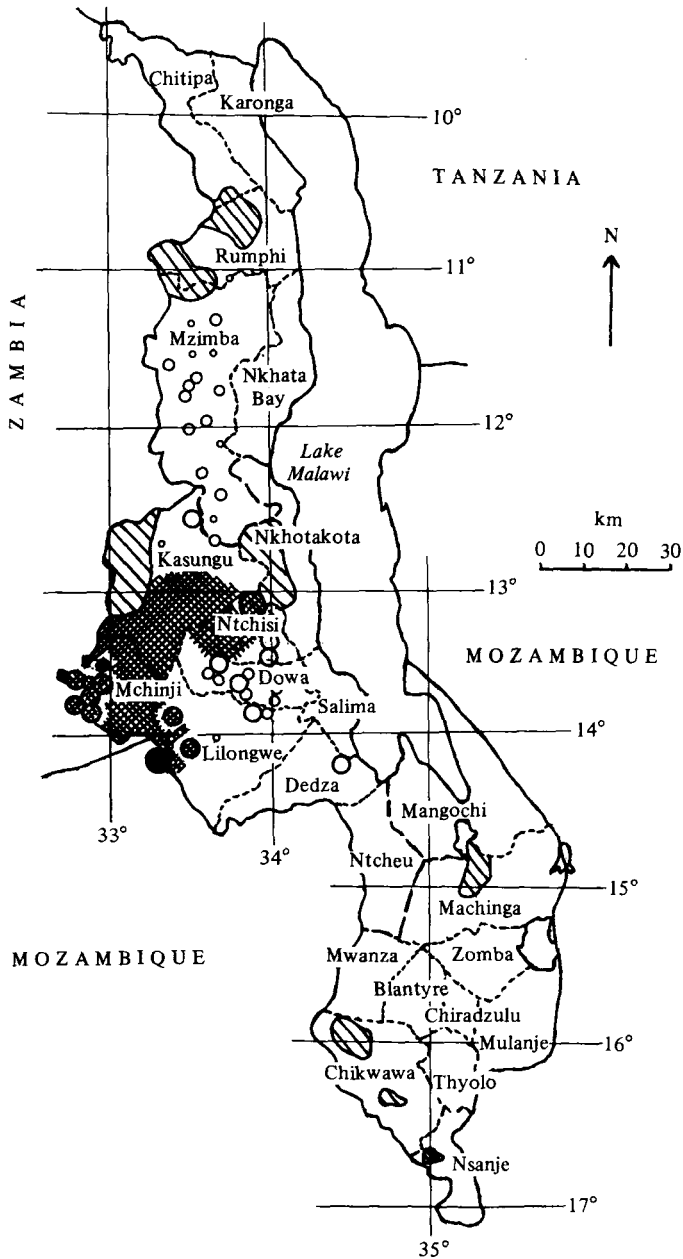 Chitipa
Karonga
10°
TANZANIA
N
Rumphi
11°
ZAMBIA
Mzimba
Nkhata
Bay
12°
Lake
Malawi
km
0 10 20 30
Nkhotakota
Kasungu
13°
Ntchisi
MOZAMBIQUE
Dowa
Mchinji
Salima
14°
Lilongwe
Dedza
Mangochi
33°
34°
Ntcheu
15°
Machinga
MOZAMBIQUE
Mwanza
Zomba
Blantyre
Chiradzulu
Mulanje
16°
Chikwawa
Thyolo
Nsanje
17°
35°